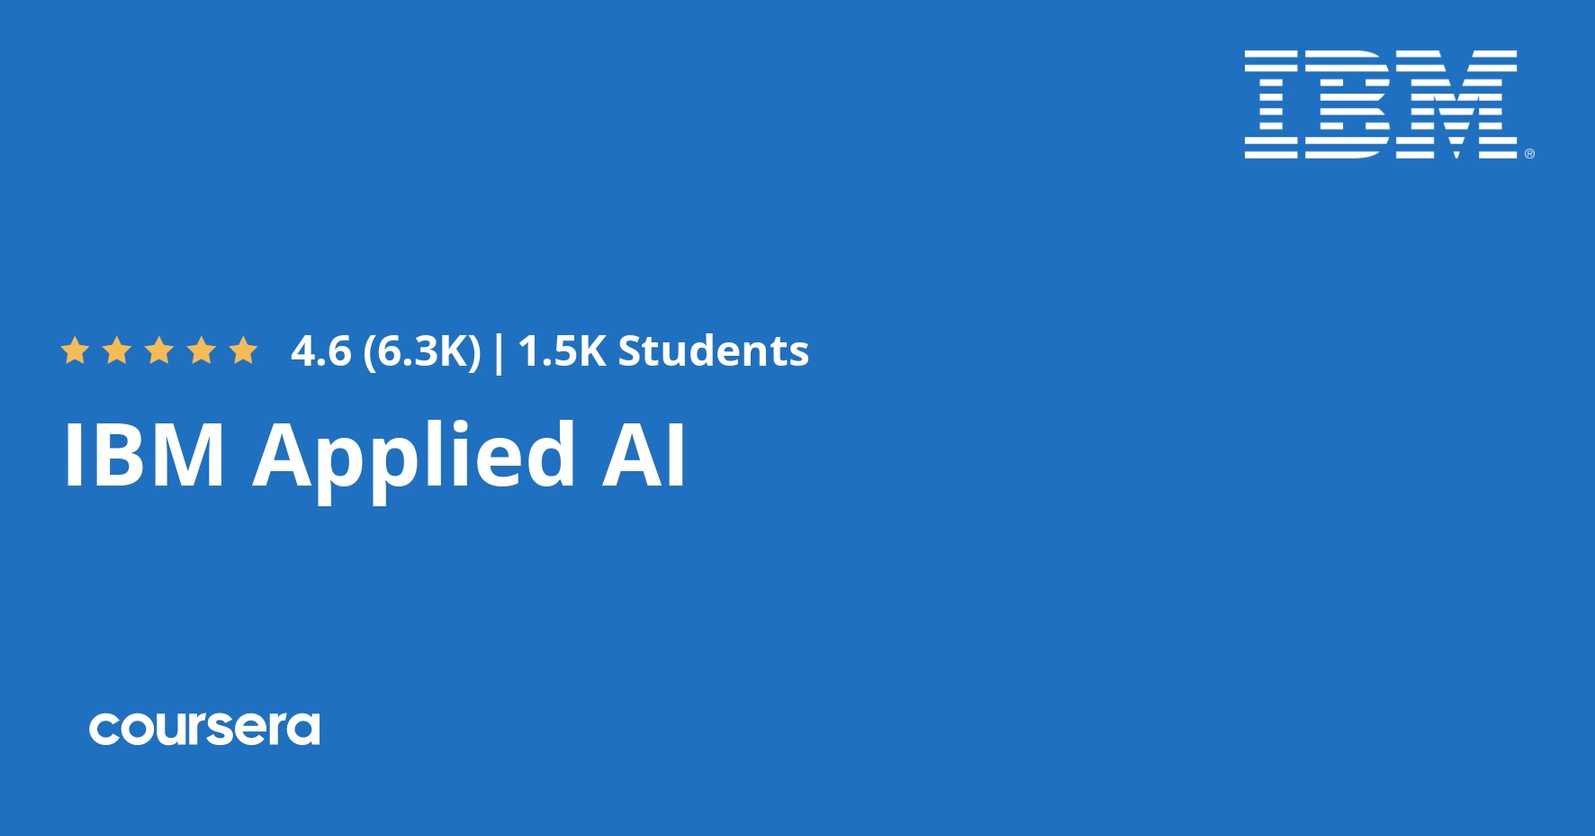 IBM®
4.6 (6.3K) | 1.5K Students
IBM Applied AI
coursera